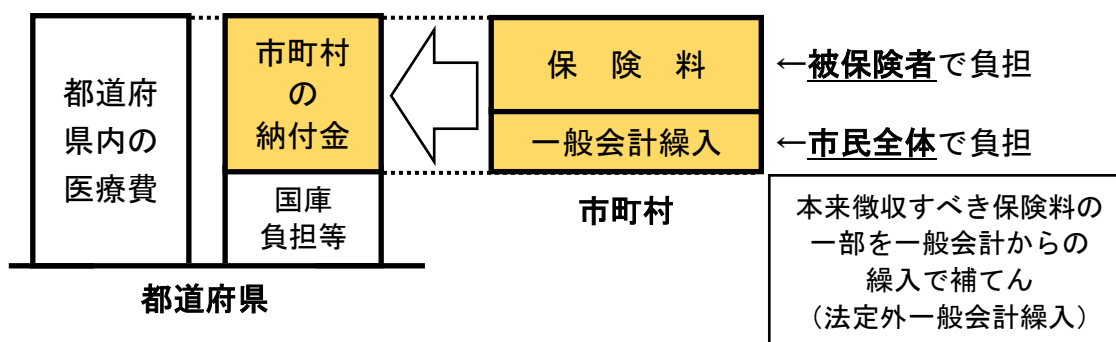 都道府
県内の
医療費
市町村
の
納付金
国庫
負担等
都道府県
保　険　料
一般会計繰入
市町村
←被保険者で負担
←市民全体で負担
本来徴収すべき保険料の
一部を一般会計からの
繰入で補てん
（法定外一般会計繰入）